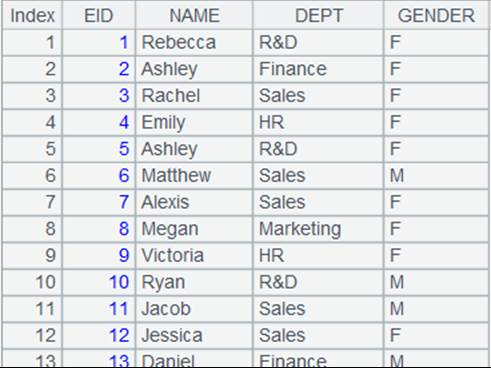 Index EID NAME DEPT GENDER
1 1 Rebecca R&D F
2 2 Ashley Finance F
3 3 Rachel Sales F
4 4 Emily HR F
5 5 Ashley R&D F
6 6 Matthew Sales M
7 7 Alexis Sales F
8 8 Megan Marketing F
9 9 Victoria HR F
10 10 Ryan R&D M
11 11 Jacob Sales M
12 12 Jessica Sales F
13 13 Daniel Finance M